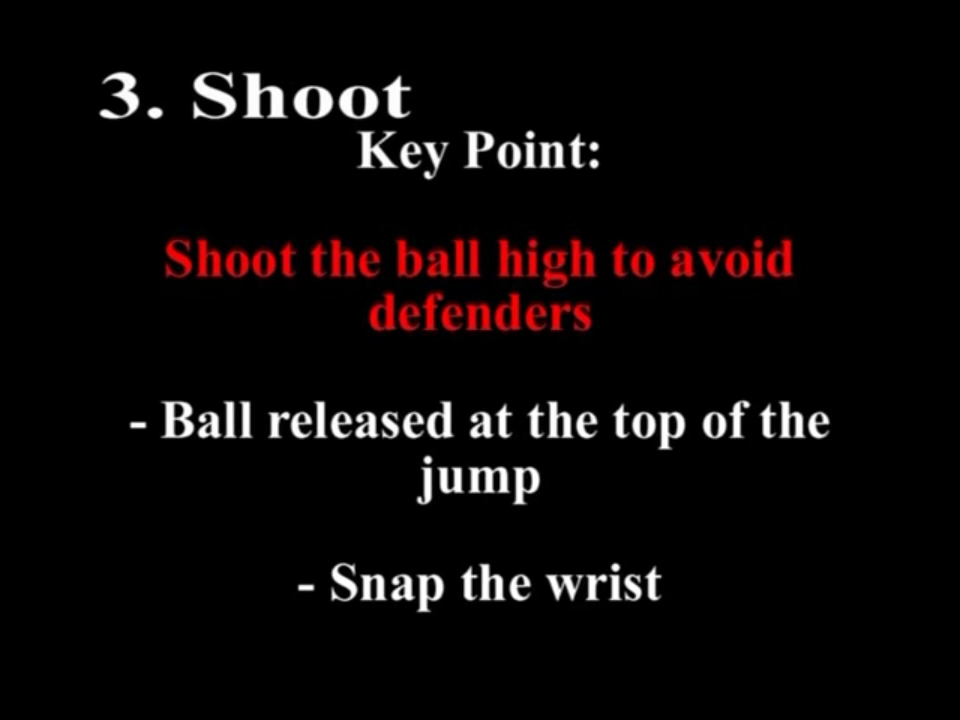 3. Shoot
Key Point:
Shoot the ball high to avoid
defenders
- Ball released at the top of the
jump
- Snap the wrist